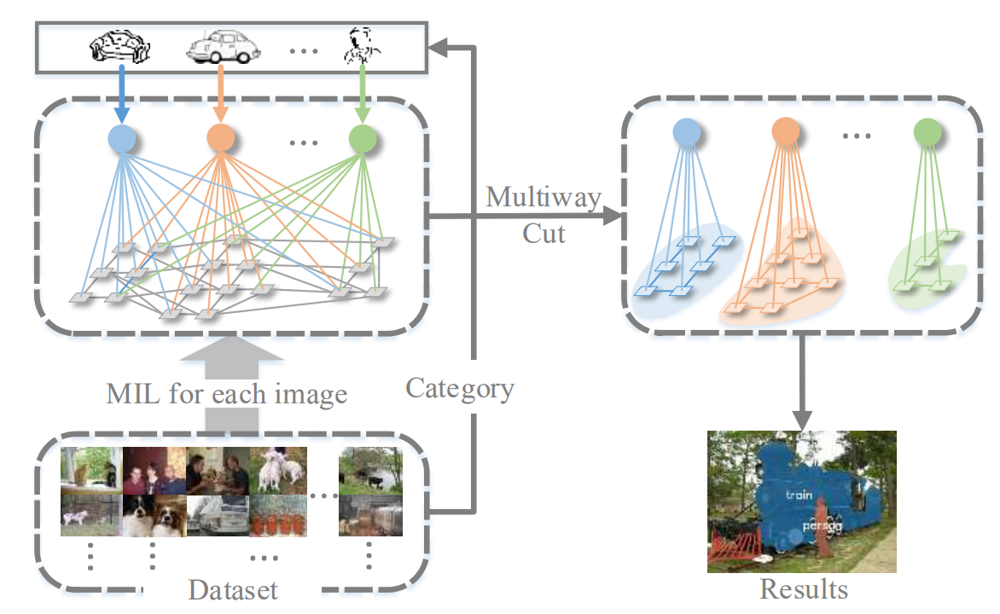 Multiway
Cut
MIL for each image
Category
Dataset
train
person
Results